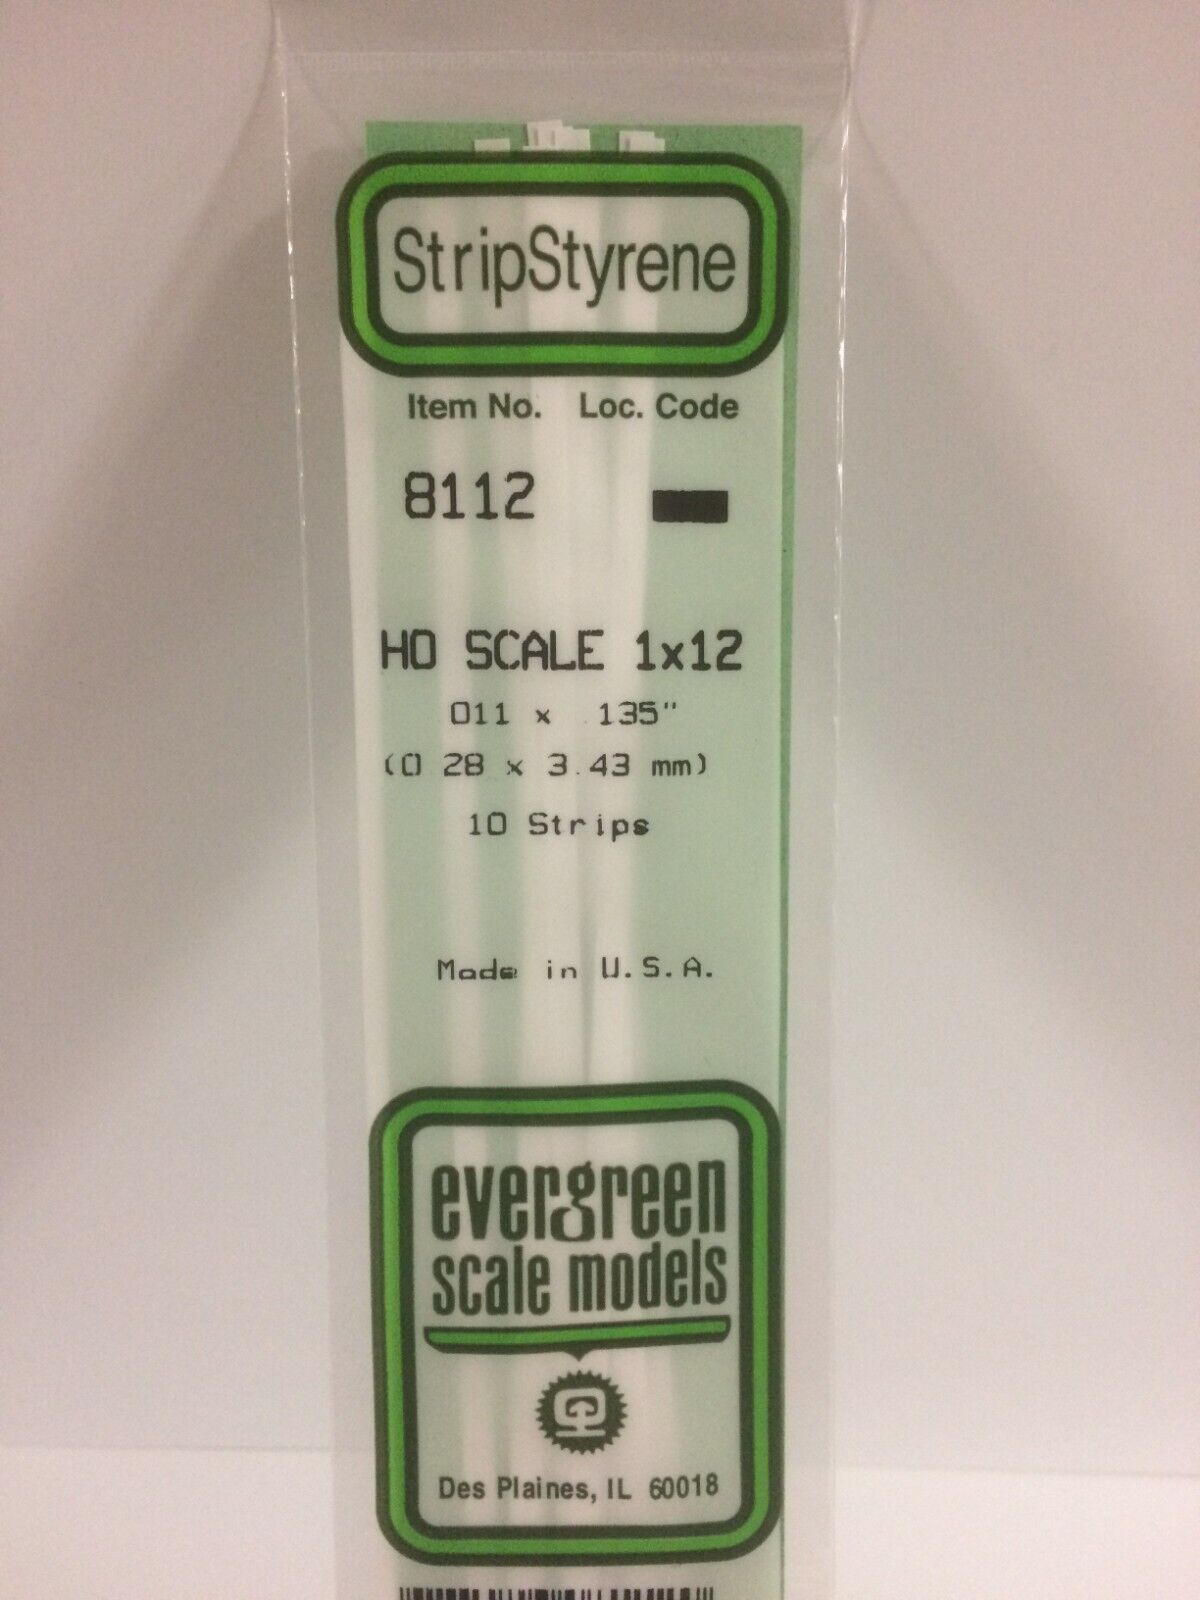 StripStyrene
Item No. Loc. Code
8112
HO SCALE 1x12
011 x .135"
(0 28 x 3.43 mm)
10 Strips
Made in U.S.A.
evergreen
scale models
Des Plaines, IL 60018